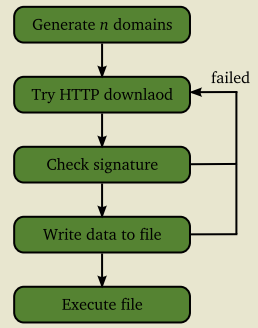 Generate n domains
failed
Try HTTP downlaod
Check signature
Write data to file
Execute file